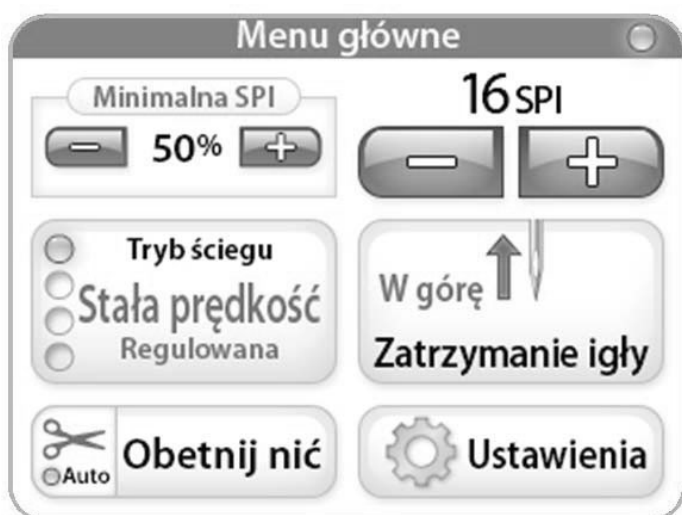 Menu główne
Minimalna SPI
50%
16 SPI
Tryb ściegu
Stała prędkość
Regulowana
W górę
Zatrzymanie igły
Auto
Obetnij nić
Ustawienia